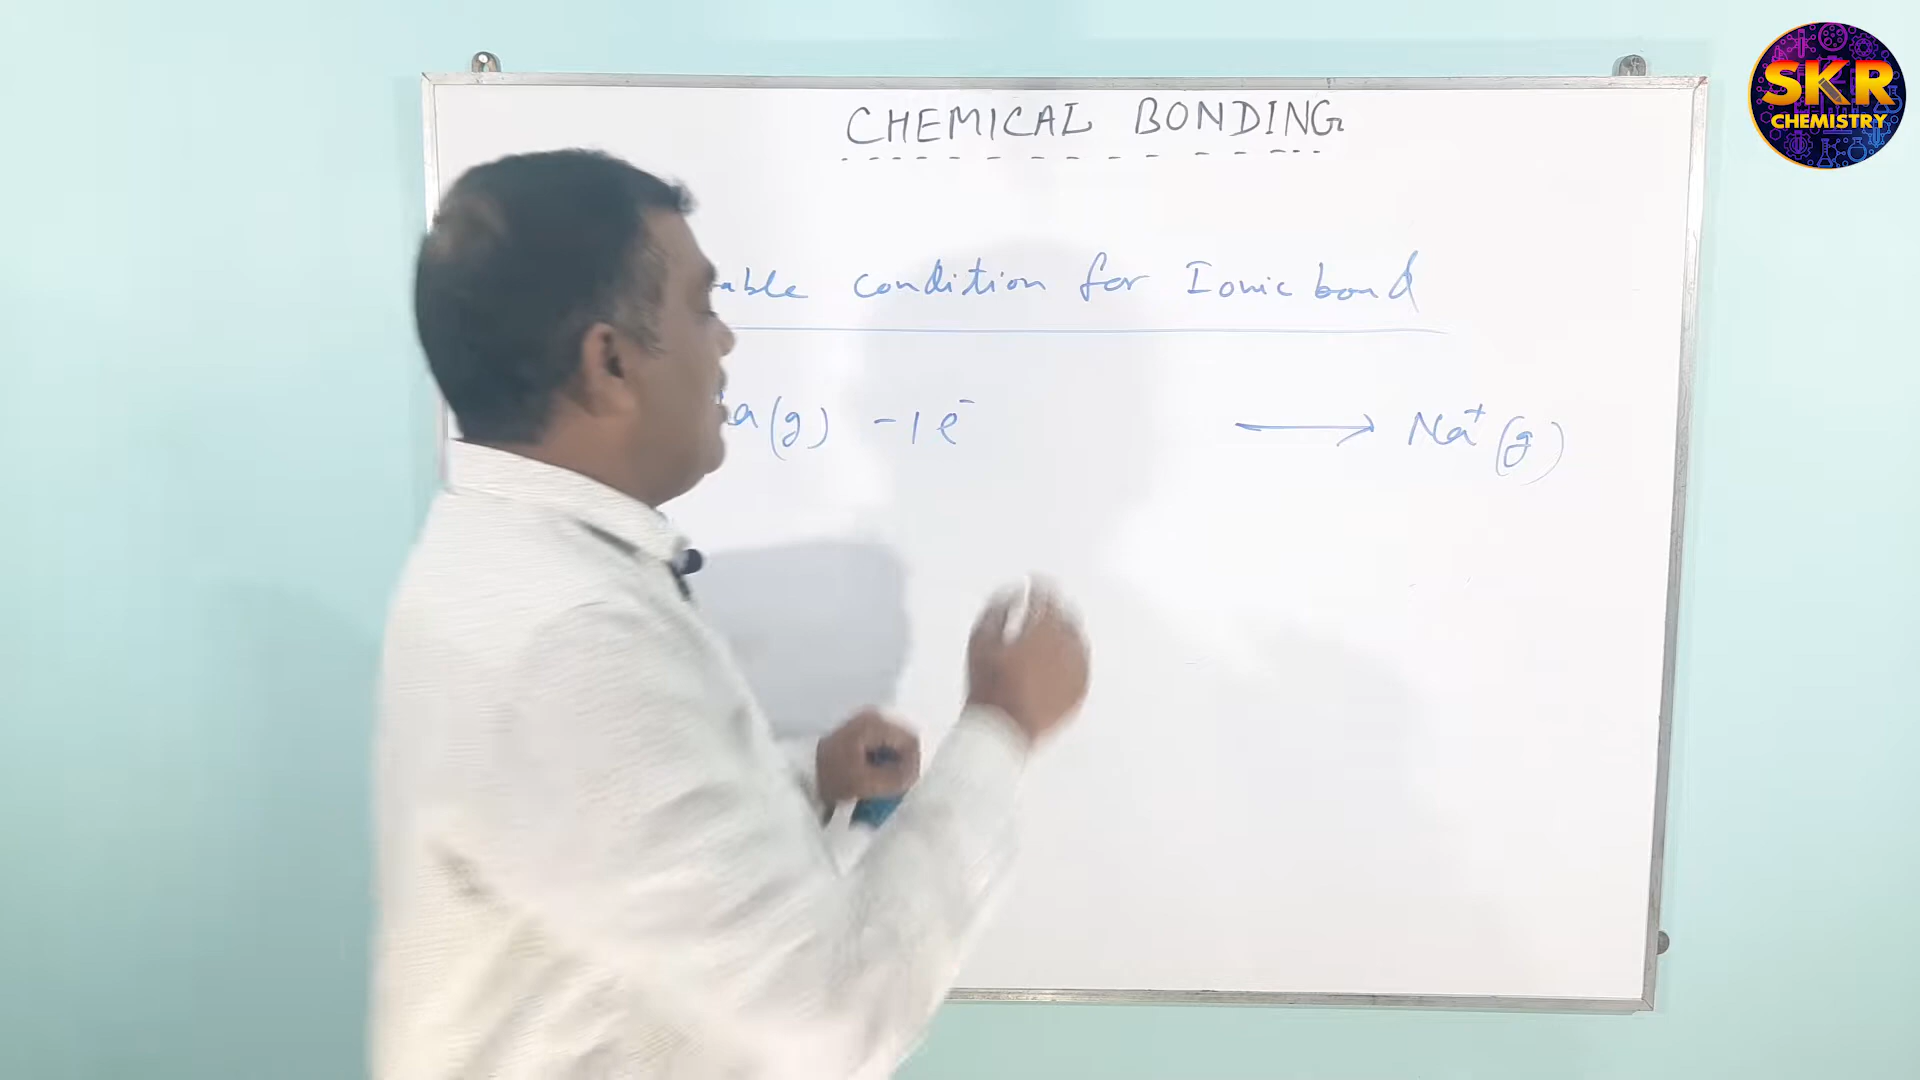 SKR
CHEMISTRY
CHEMICAL BONDING
able condition for Ionic bond
a(g) -1e⁻ ⟶ Na⁺(g)